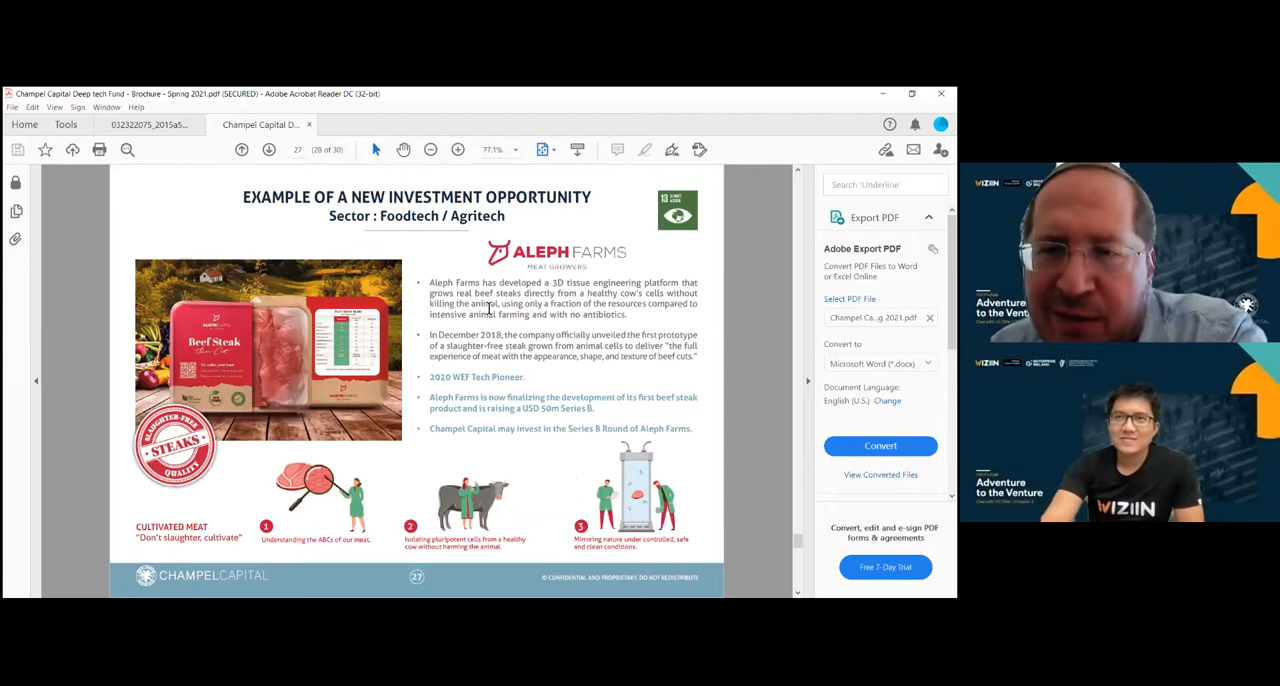 Champel Capital Deep tech Fund - Brochure - Spring 2021.pdf (SECURED) - Adobe Acrobat Reader DC (32-bit)
File Edit View Sign Window Help
Home Tools 032322075_2015a5... Champel Capital D...
27 (28 of 30) 77.1%
EXAMPLE OF A NEW INVESTMENT OPPORTUNITY
Sector : Foodtech / Agritech
13
ALEPH FARMS
MEAT GROWERS
• Aleph Farms has developed a 3D tissue engineering platform that
grows real beef steaks directly from a healthy cow's cells without
killing the animal, using only a fraction of the resources compared to
intensive animal farming and with no antibiotics.
• In December 2018, the company officially unveiled the first prototype
of a slaughter-free steak grown from animal cells to deliver "the full
experience of meat with the appearance, shape, and texture of beef cuts."
• 2020 WEF Tech Pioneer.
• Aleph Farms is now finalizing the development of its first beef steak
product and is raising a USD 50m Series B.
• Champel Capital may invest in the Series B Round of Aleph Farms.
ALEPH FARMS
Beef Steak
Thin Cut
SLAUGHTER-FREE
STEAKS
QUALITY
CULTIVATED MEAT
"Don't slaughter, cultivate"
1
Understanding the ABCs of our meat.
2
Isolating pluripotent cells from a healthy
cow without harming the animal.
3
Mirroring nature under controlled, safe
and clean conditions.
CHAMPELCAPITAL
27
© CONFIDENTIAL AND PROPRIETARY. DO NOT REDISTRIBUTE
Search 'Underline'
Export PDF
Adobe Export PDF
Convert PDF Files to Word
or Excel Online
Select PDF File
Champel Ca...g 2021.pdf
Convert to
Microsoft Word (*.docx)
Document Language:
English (U.S.) Change
Convert
View Converted Files
Convert, edit and e-sign PDF
forms & agreements
Free 7-Day Trial
WIZIIN
Adventure
to the Venture
WIZIIN
WIZIIN
Adventure
to the Venture